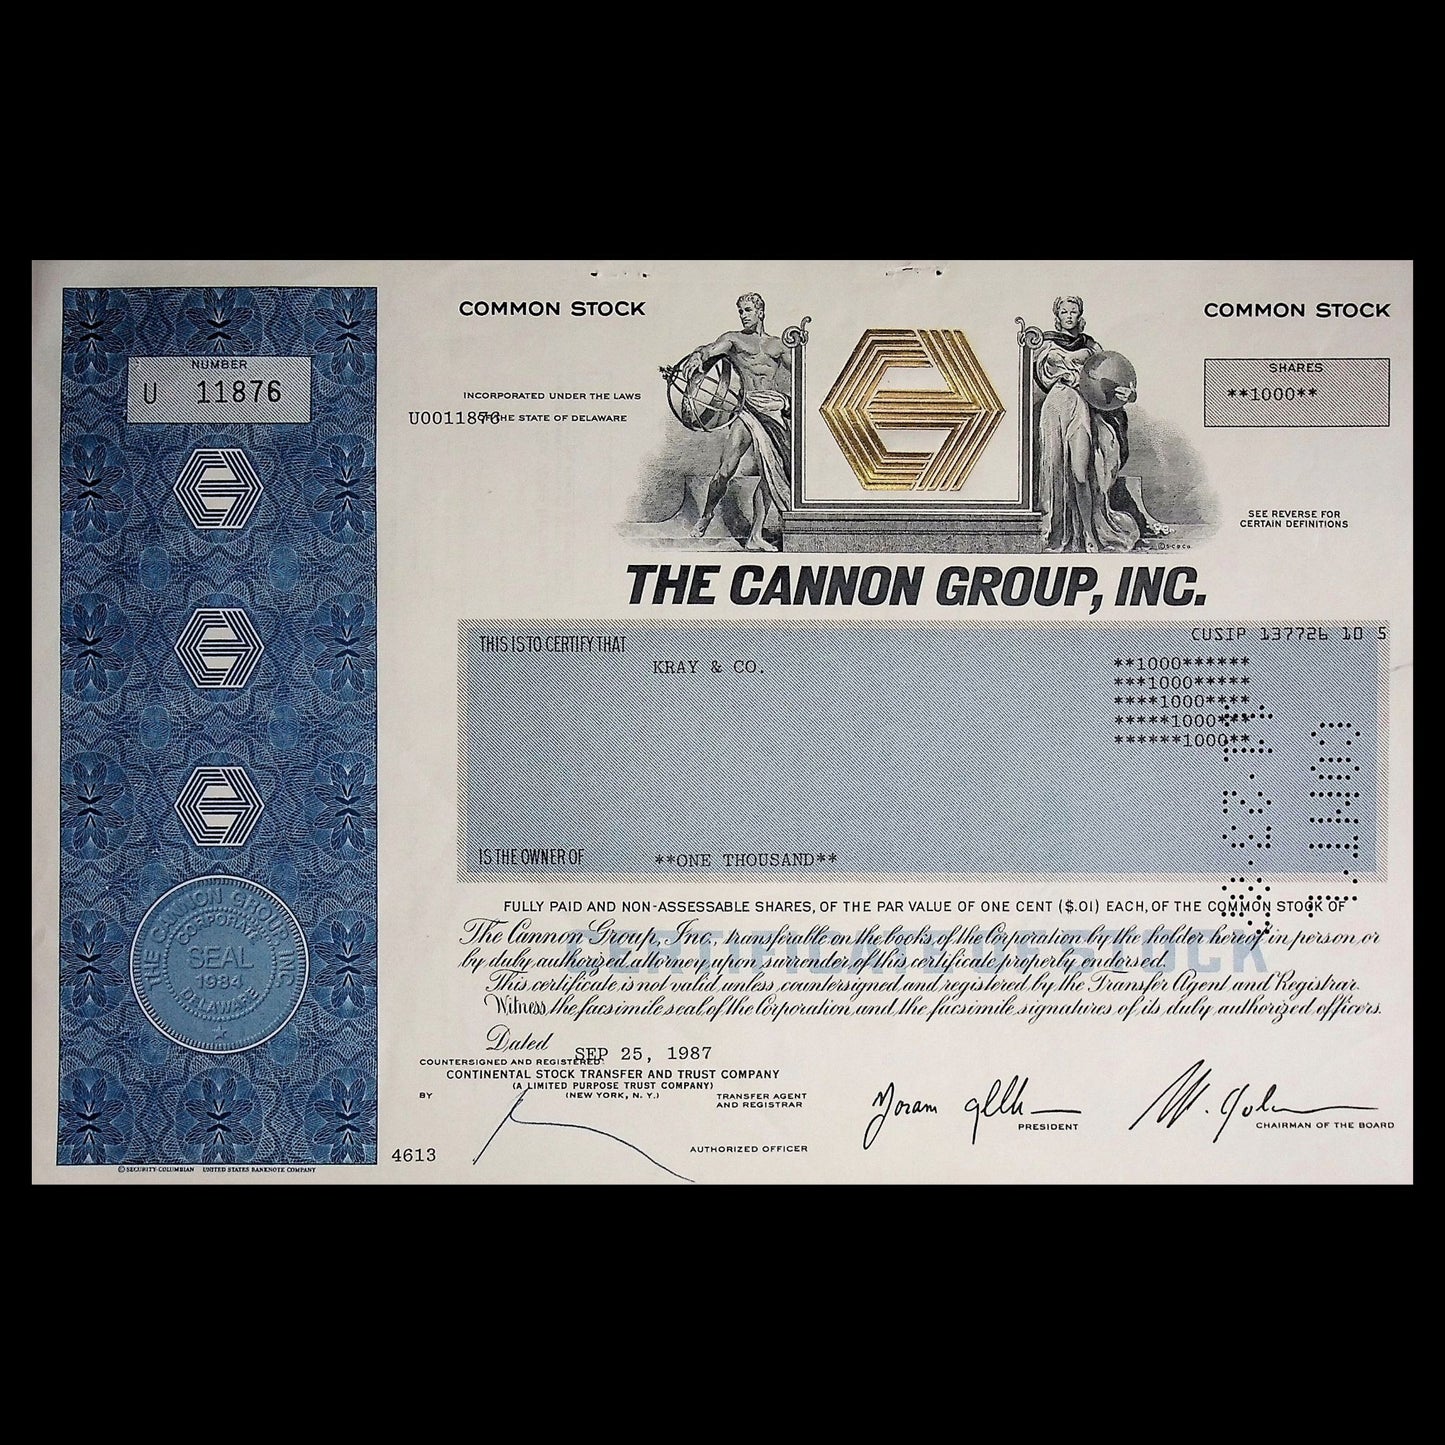 COMMON STOCK
COMMON STOCK
NUMBER
U 11876
SHARES
**1000**
INCORPORATED UNDER THE LAWS
OF THE STATE OF DELAWARE
U0011876
SEE REVERSE FOR
CERTAIN DEFINITIONS
THE CANNON GROUP, INC.
CUSIP 137726 10 5
THIS IS TO CERTIFY THAT
KRAY & CO.
**1000******
***1000*****
****1000****
*****1000***
******1000**
IS THE OWNER OF
**ONE THOUSAND**
FULLY PAID AND NON-ASSESSABLE SHARES, OF THE PAR VALUE OF ONE CENT ($.01) EACH, OF THE COMMON STOCK OF
The Cannon Group, Inc., transferable on the books of the Corporation by the holder hereof in person or
by duly authorized attorney upon surrender of this certificate properly endorsed.
This certificate is not valid unless countersigned and registered by the Transfer Agent and Registrar.
Witness the facsimile seal of the Corporation and the facsimile signatures of its duly authorized officers.
CERTIFICATE OF STOCK
THE CANNON GROUP, INC.
CORPORATE
SEAL
1984
DELAWARE
Dated SEP 25, 1987
COUNTERSIGNED AND REGISTERED:
CONTINENTAL STOCK TRANSFER AND TRUST COMPANY
(A LIMITED PURPOSE TRUST COMPANY)
(NEW YORK, N. Y.)
TRANSFER AGENT
AND REGISTRAR
BY
AUTHORIZED OFFICER
Yoram Globus
PRESIDENT
M. Golan
CHAIRMAN OF THE BOARD
4613
© SECURITY-COLUMBIAN UNITED STATES BANKNOTE COMPANY